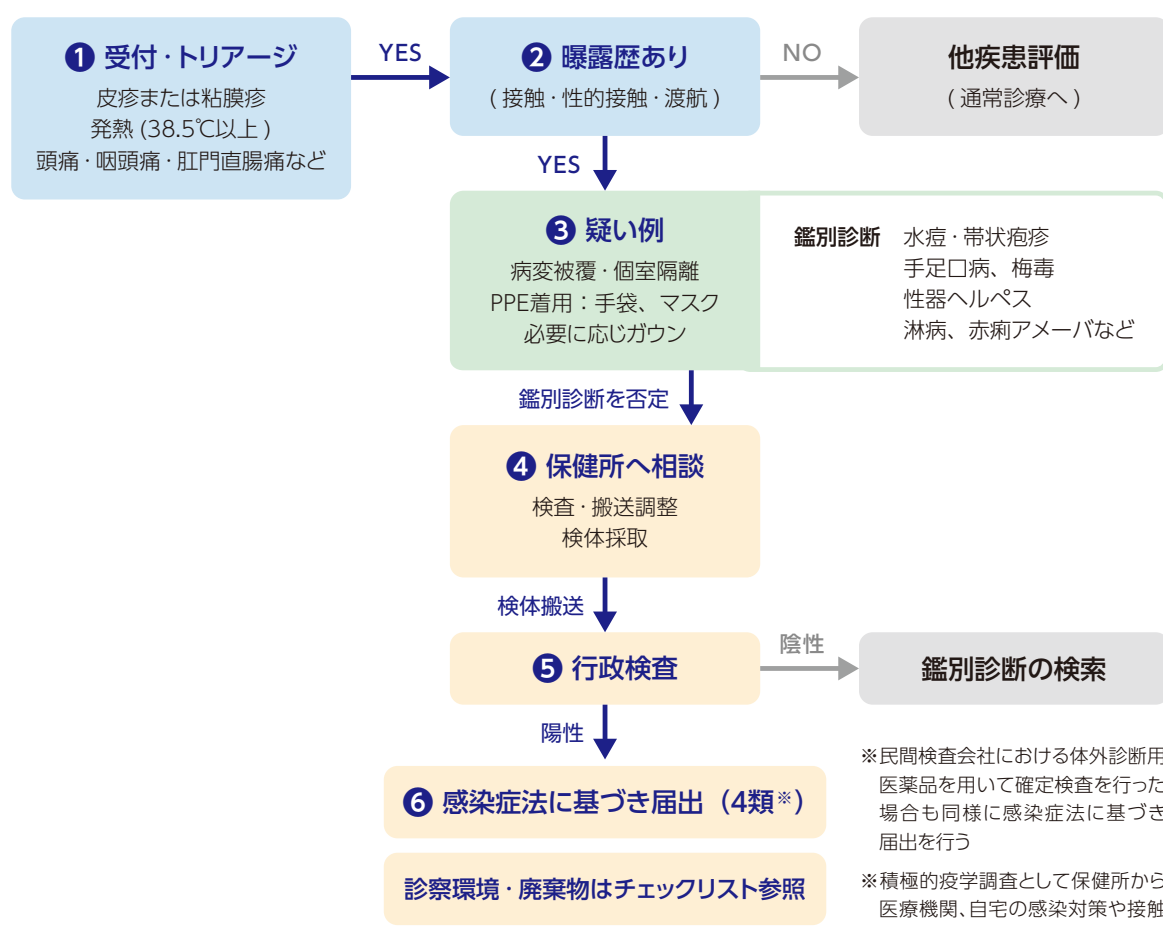 ❶ 受付・トリアージ
皮疹または粘膜疹
発熱 (38.5℃以上)
頭痛・咽頭痛・肛門直腸痛など
YES
❷ 曝露歴あり
(接触・性的接触・渡航)
NO
他疾患評価
(通常診療へ)
YES
❸ 疑い例
病変被覆・個室隔離
PPE着用：手袋、マスク
必要に応じガウン
鑑別診断 水痘・帯状疱疹
手足口病、梅毒
性器ヘルペス
淋病、赤痢アメーバなど
鑑別診断を否定
❹ 保健所へ相談
検査・搬送調整
検体採取
検体搬送
❺ 行政検査
陰性
鑑別診断の検索
陽性
❻ 感染症法に基づき届出（4類※）
診察環境・廃棄物はチェックリスト参照
※民間検査会社における体外診断用
医薬品を用いて確定検査を行った
場合も同様に感染症法に基づき
届出を行う
※積極的疫学調査として保健所から
医療機関、自宅の感染対策や接触